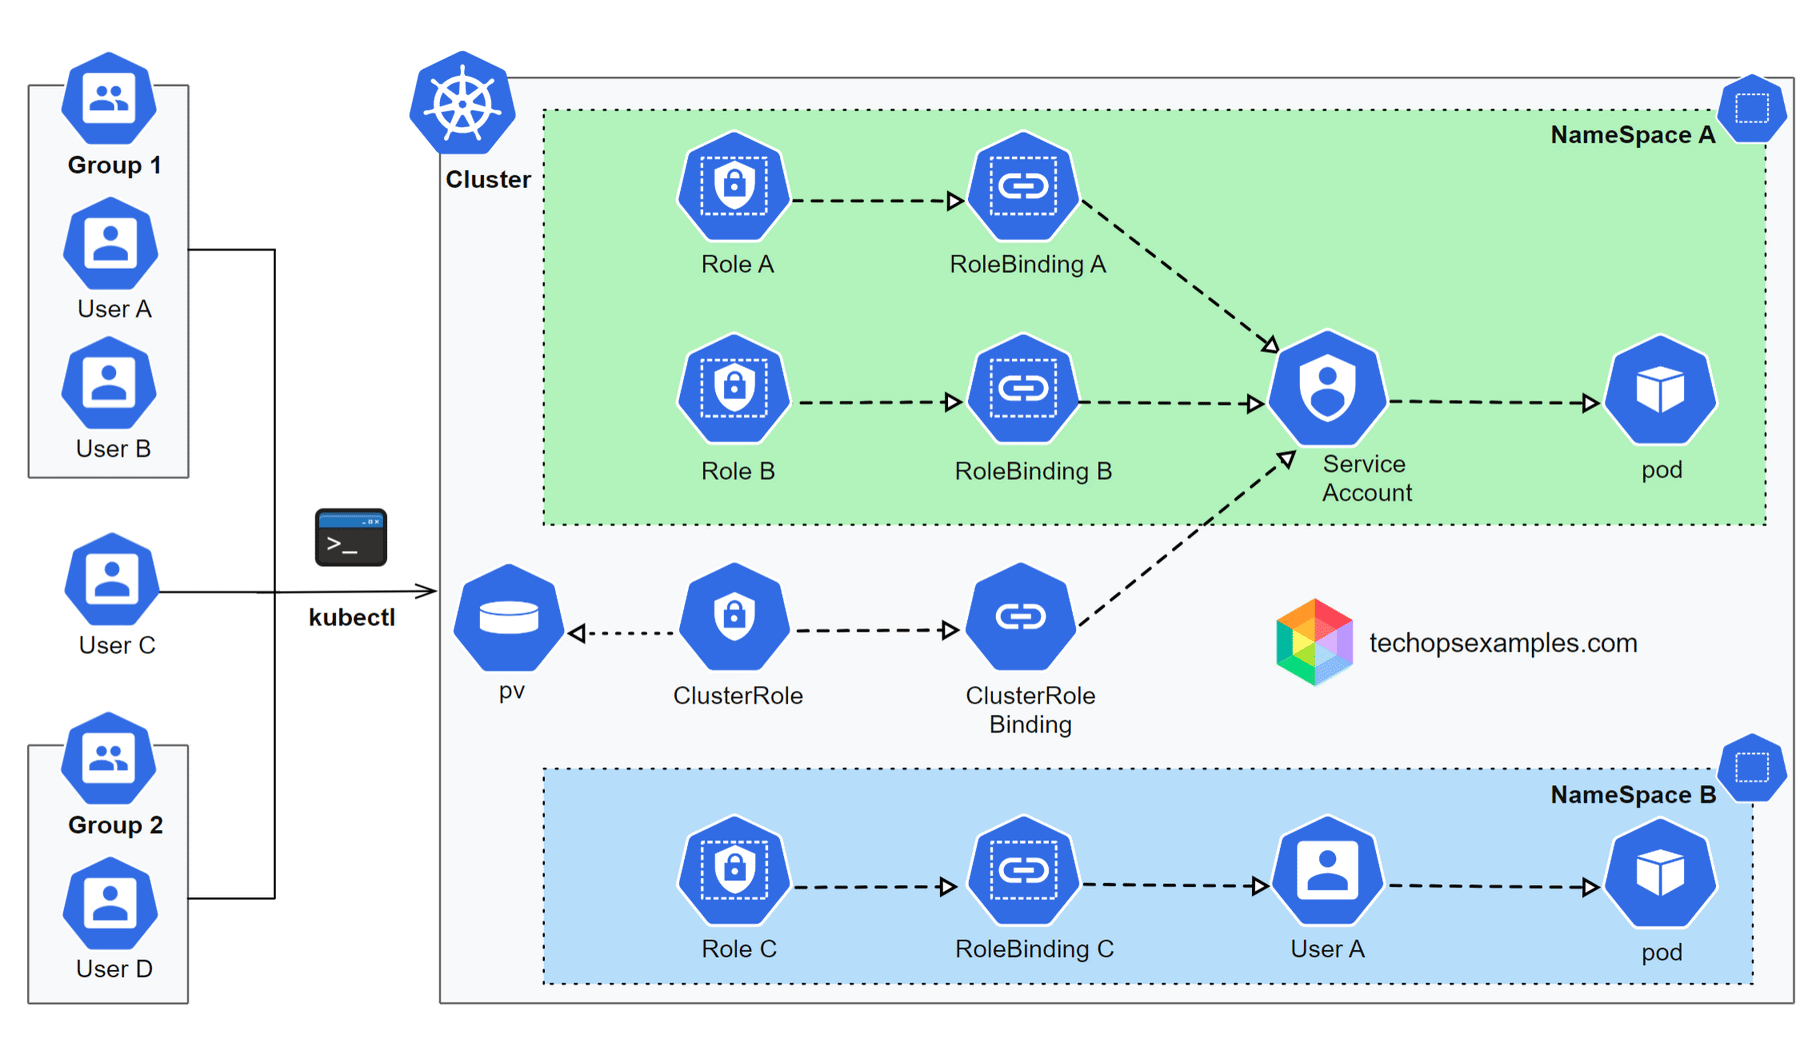 Group 1
User A
User B
User C
Group 2
User D
>_
kubectl
Cluster
NameSpace A
Role A
RoleBinding A
Role B
RoleBinding B
Service
Account
pod
pv
ClusterRole
ClusterRole
Binding
techopsexamples.com
NameSpace B
Role C
RoleBinding C
User A
pod